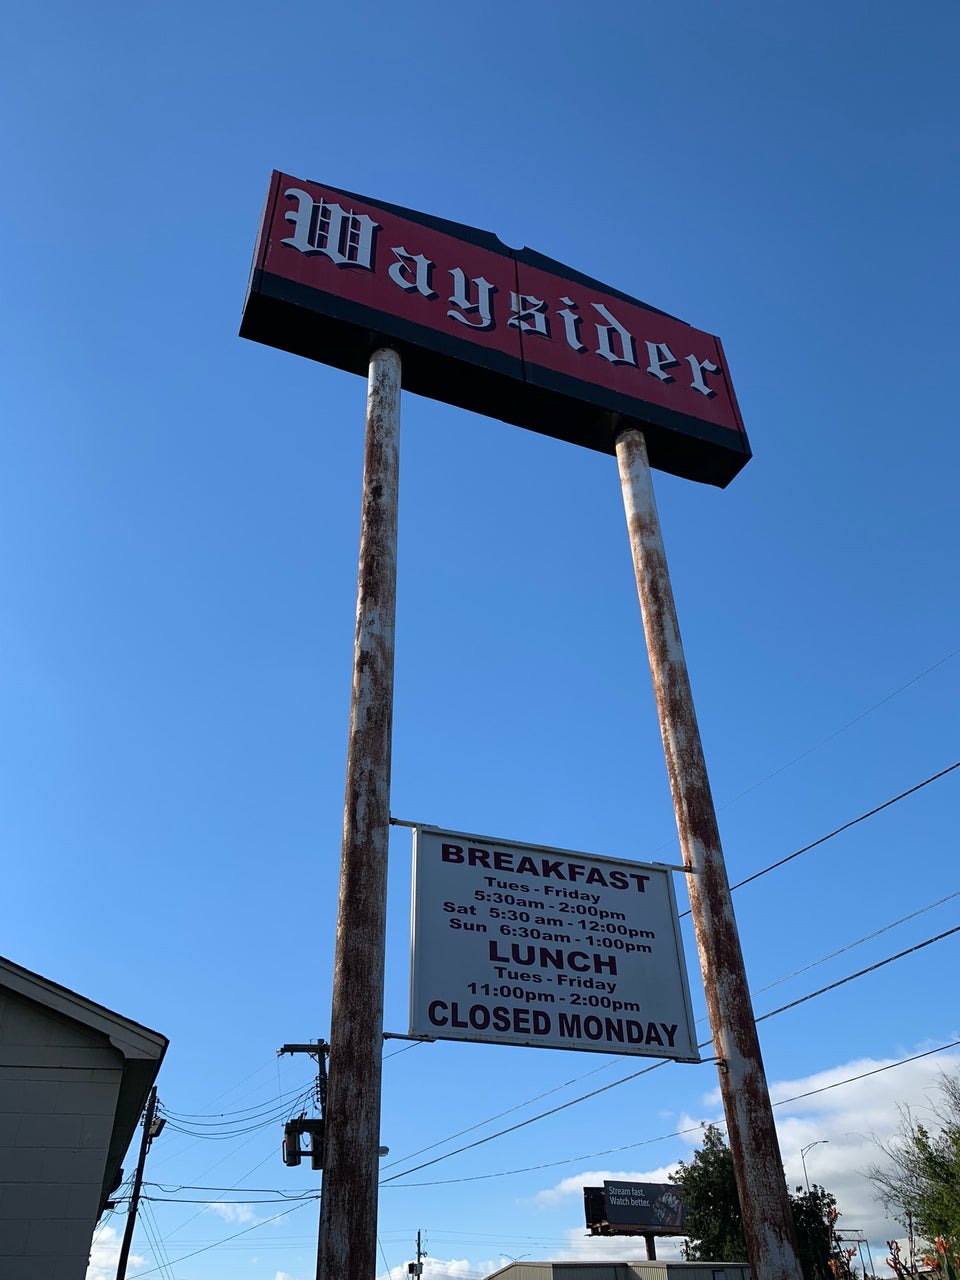 Waysider
BREAKFAST
Tues - Friday
5:30am - 2:00pm
Sat 5:30 am - 12:00pm
Sun 6:30am - 1:00pm
LUNCH
Tues - Friday
11:00pm - 2:00pm
CLOSED MONDAY
Stream fast.
Watch better.